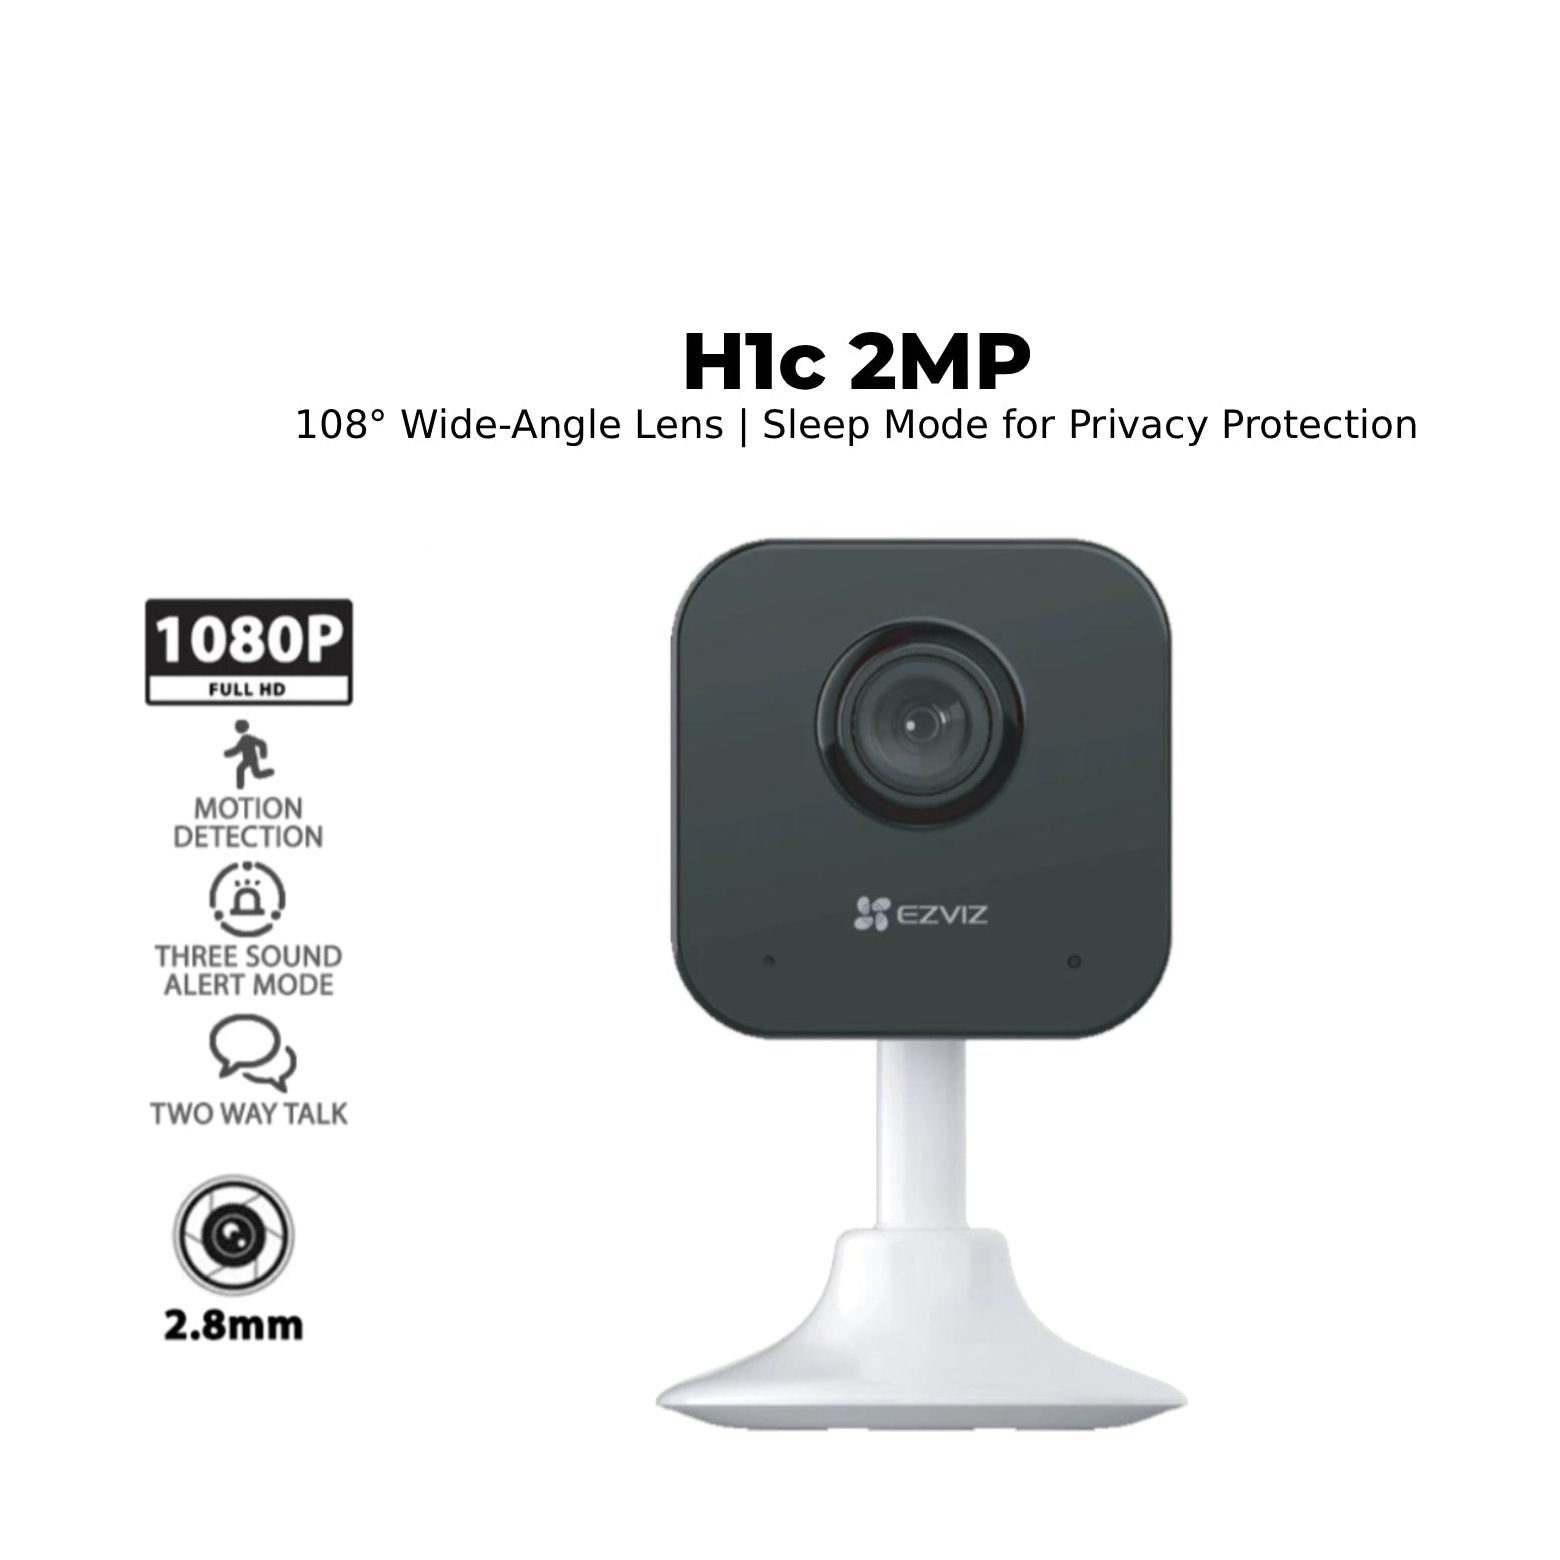 H1c 2MP
108° Wide-Angle Lens | Sleep Mode for Privacy Protection
1080P
FULL HD
MOTION
DETECTION
THREE SOUND
ALERT MODE
TWO WAY TALK
2.8mm
EZVIZ